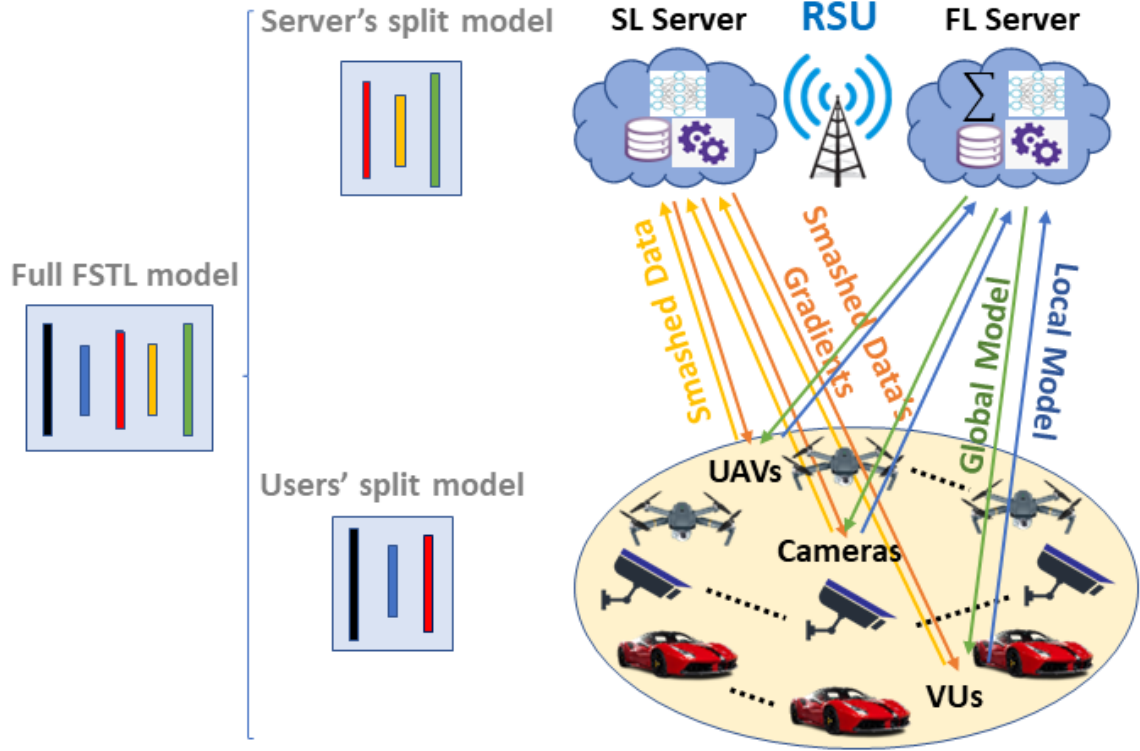 Server's split model
SL Server
RSU
FL Server
∑
Full FSTL model
Smashed Data
Smashed Data's
Gradients
Global Model
Local Model
Users' split model
UAVs
Cameras
VUs